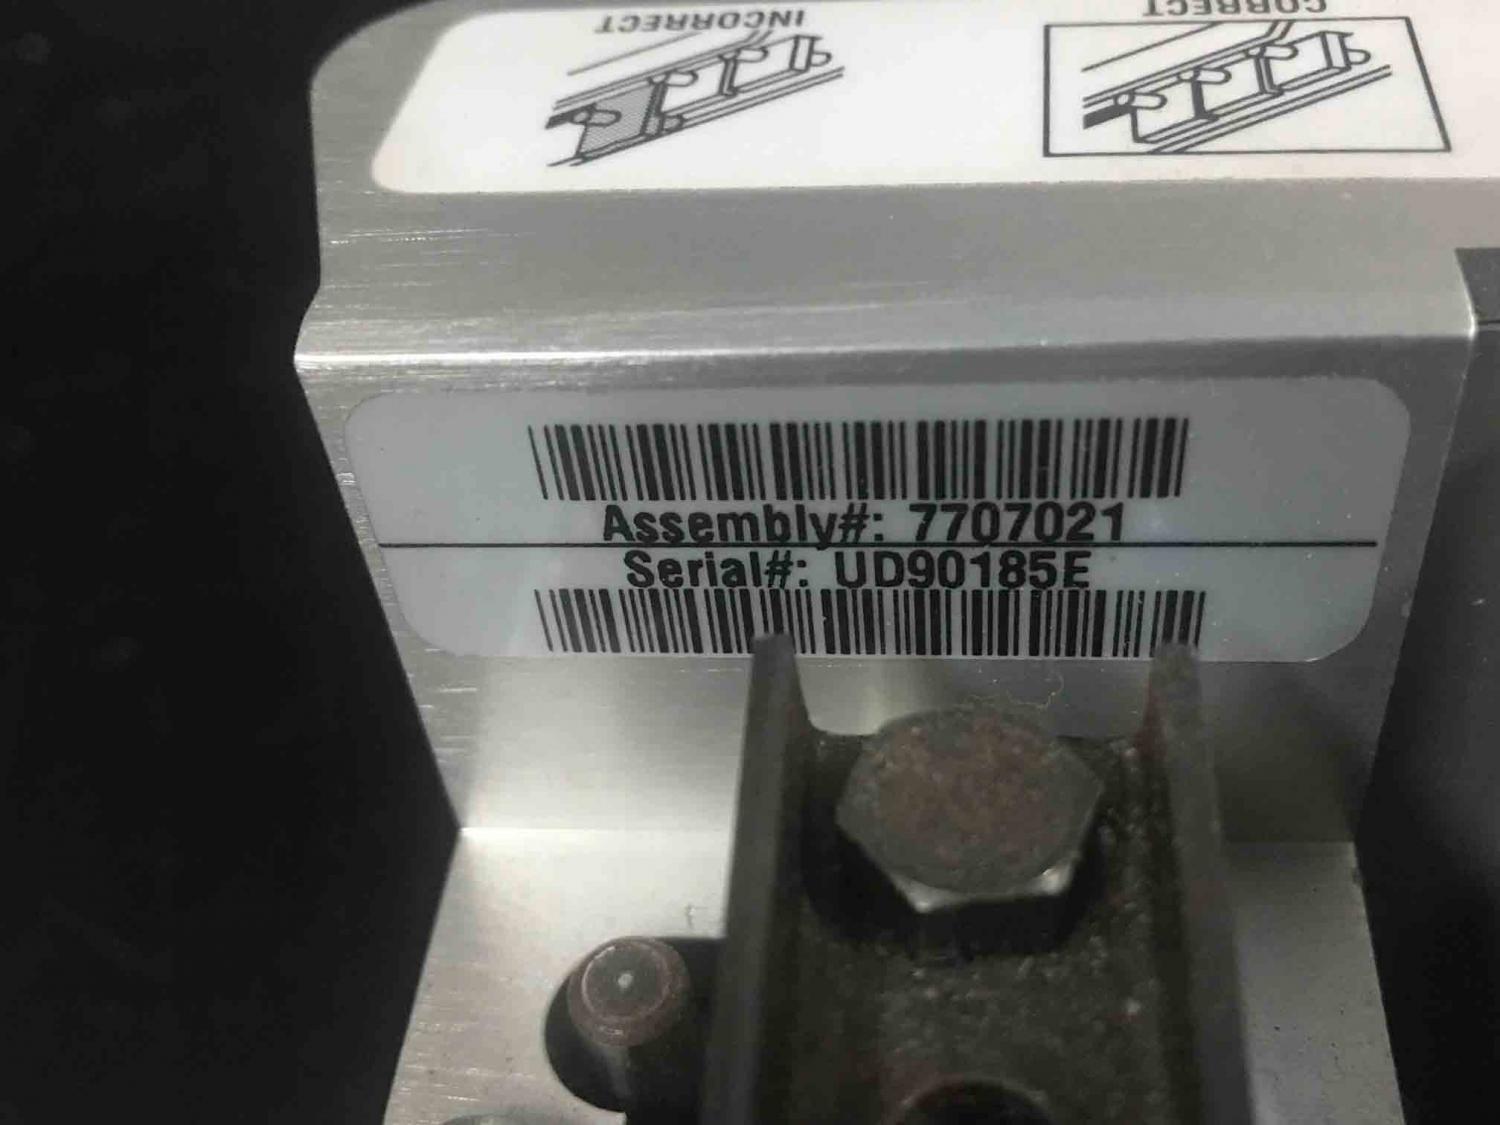 INCORRECT
CORRECT
Assembly#: 7707021
Serial#: UD90185E